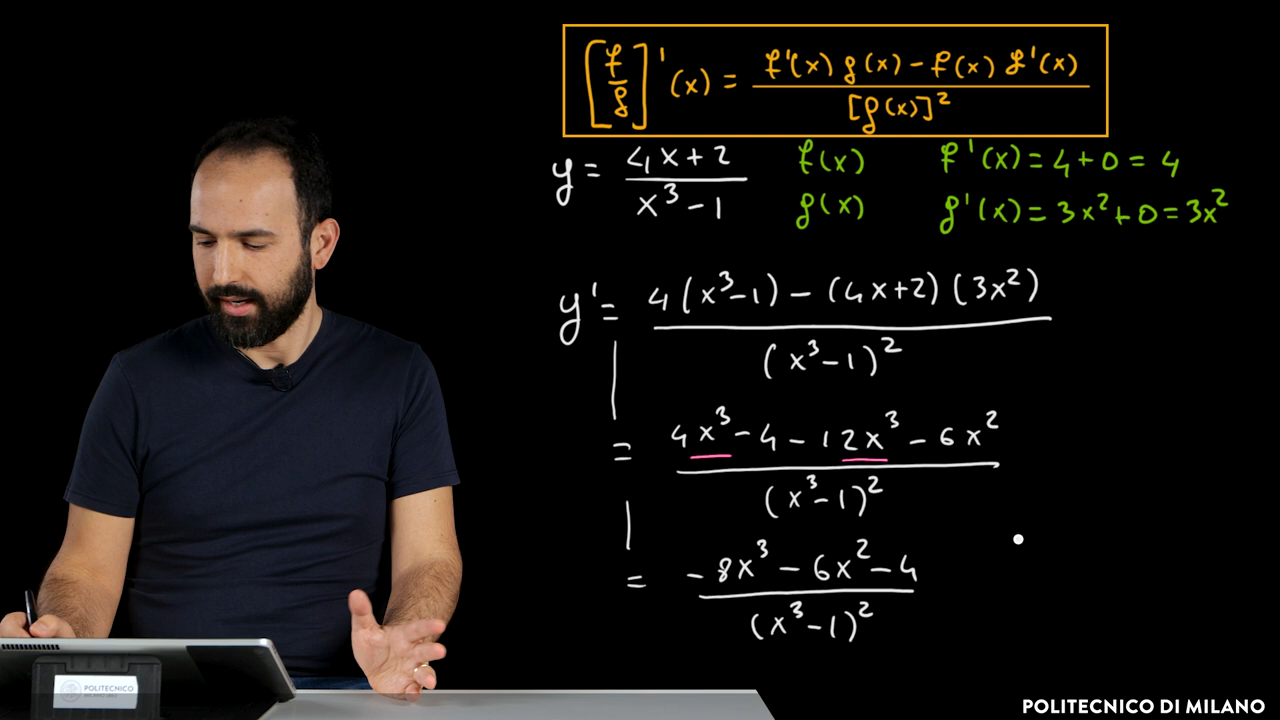 [f/g]'(x) = f'(x) g(x) - f(x) g'(x) / [g(x)]²
y = 4x+2 / x³-1
f(x) f'(x) = 4+0 = 4
g(x) g'(x) = 3x²+0 = 3x²
y' = 4(x³-1) - (4x+2)(3x²) / (x³-1)²
= 4x³-4-12x³-6x² / (x³-1)²
= -8x³-6x²-4 / (x³-1)²
POLITECNICO
POLITECNICO DI MILANO